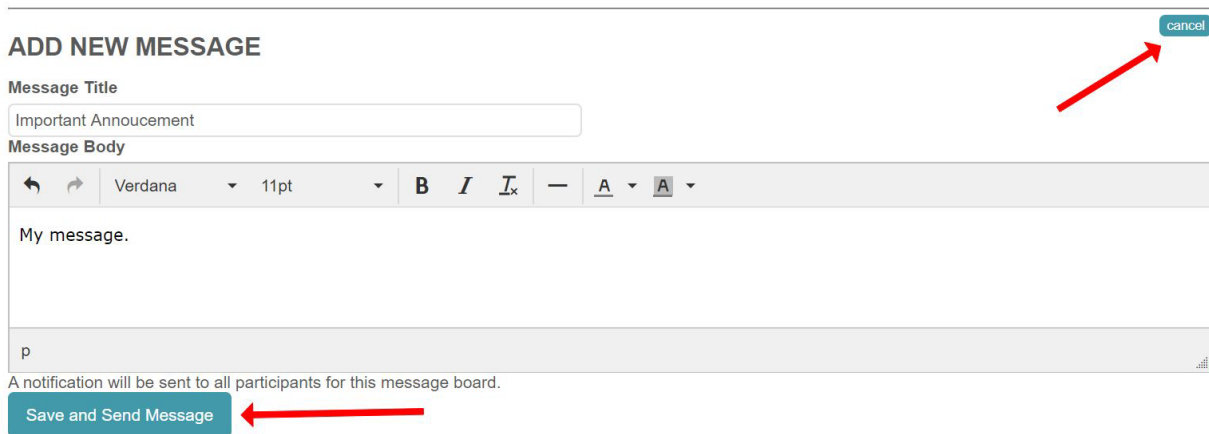 cancel
ADD NEW MESSAGE
Message Title
Important Annoucement
Message Body
Verdana 11pt B I Tx A A
My message.
p
A notification will be sent to all participants for this message board.
Save and Send Message